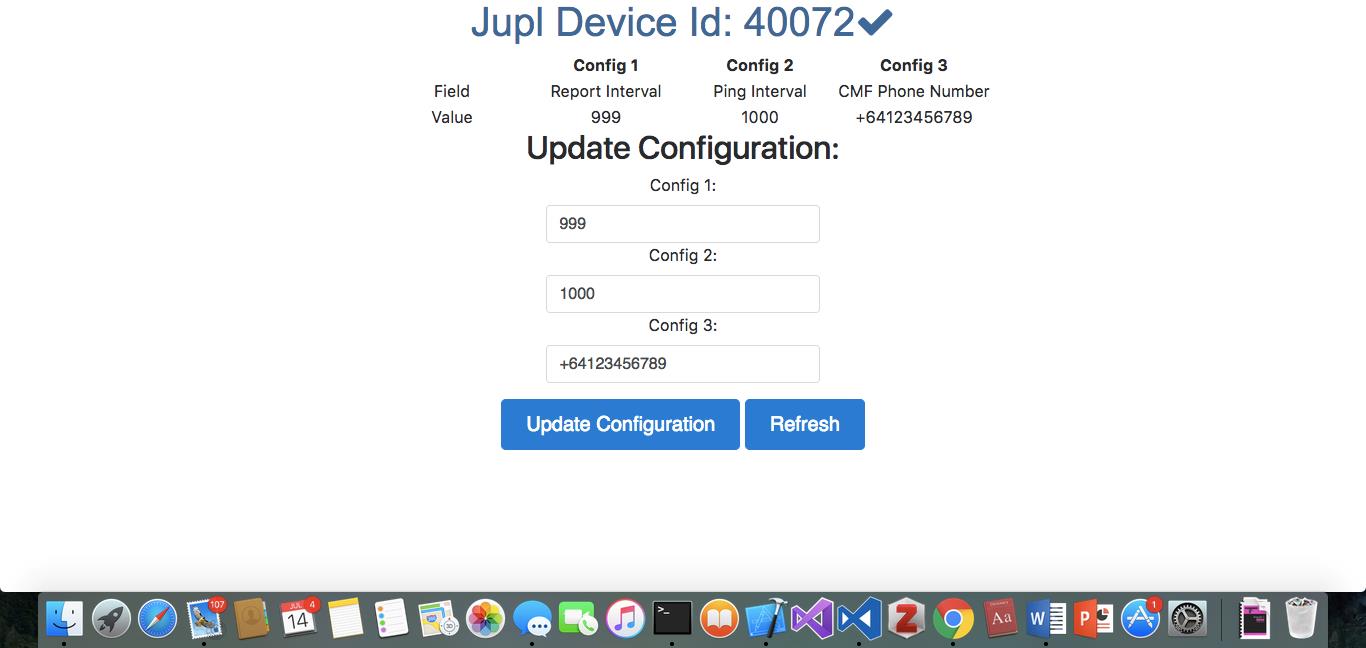 Jupl Device Id: 40072
Config 1 Config 2 Config 3
Field Report Interval Ping Interval CMF Phone Number
Value 999 1000 +64123456789
Update Configuration:
Config 1:
999
Config 2:
1000
Config 3:
+64123456789
Update Configuration Refresh
107
JUL 4
14
3D
>_
Z
Aa
W
P
1